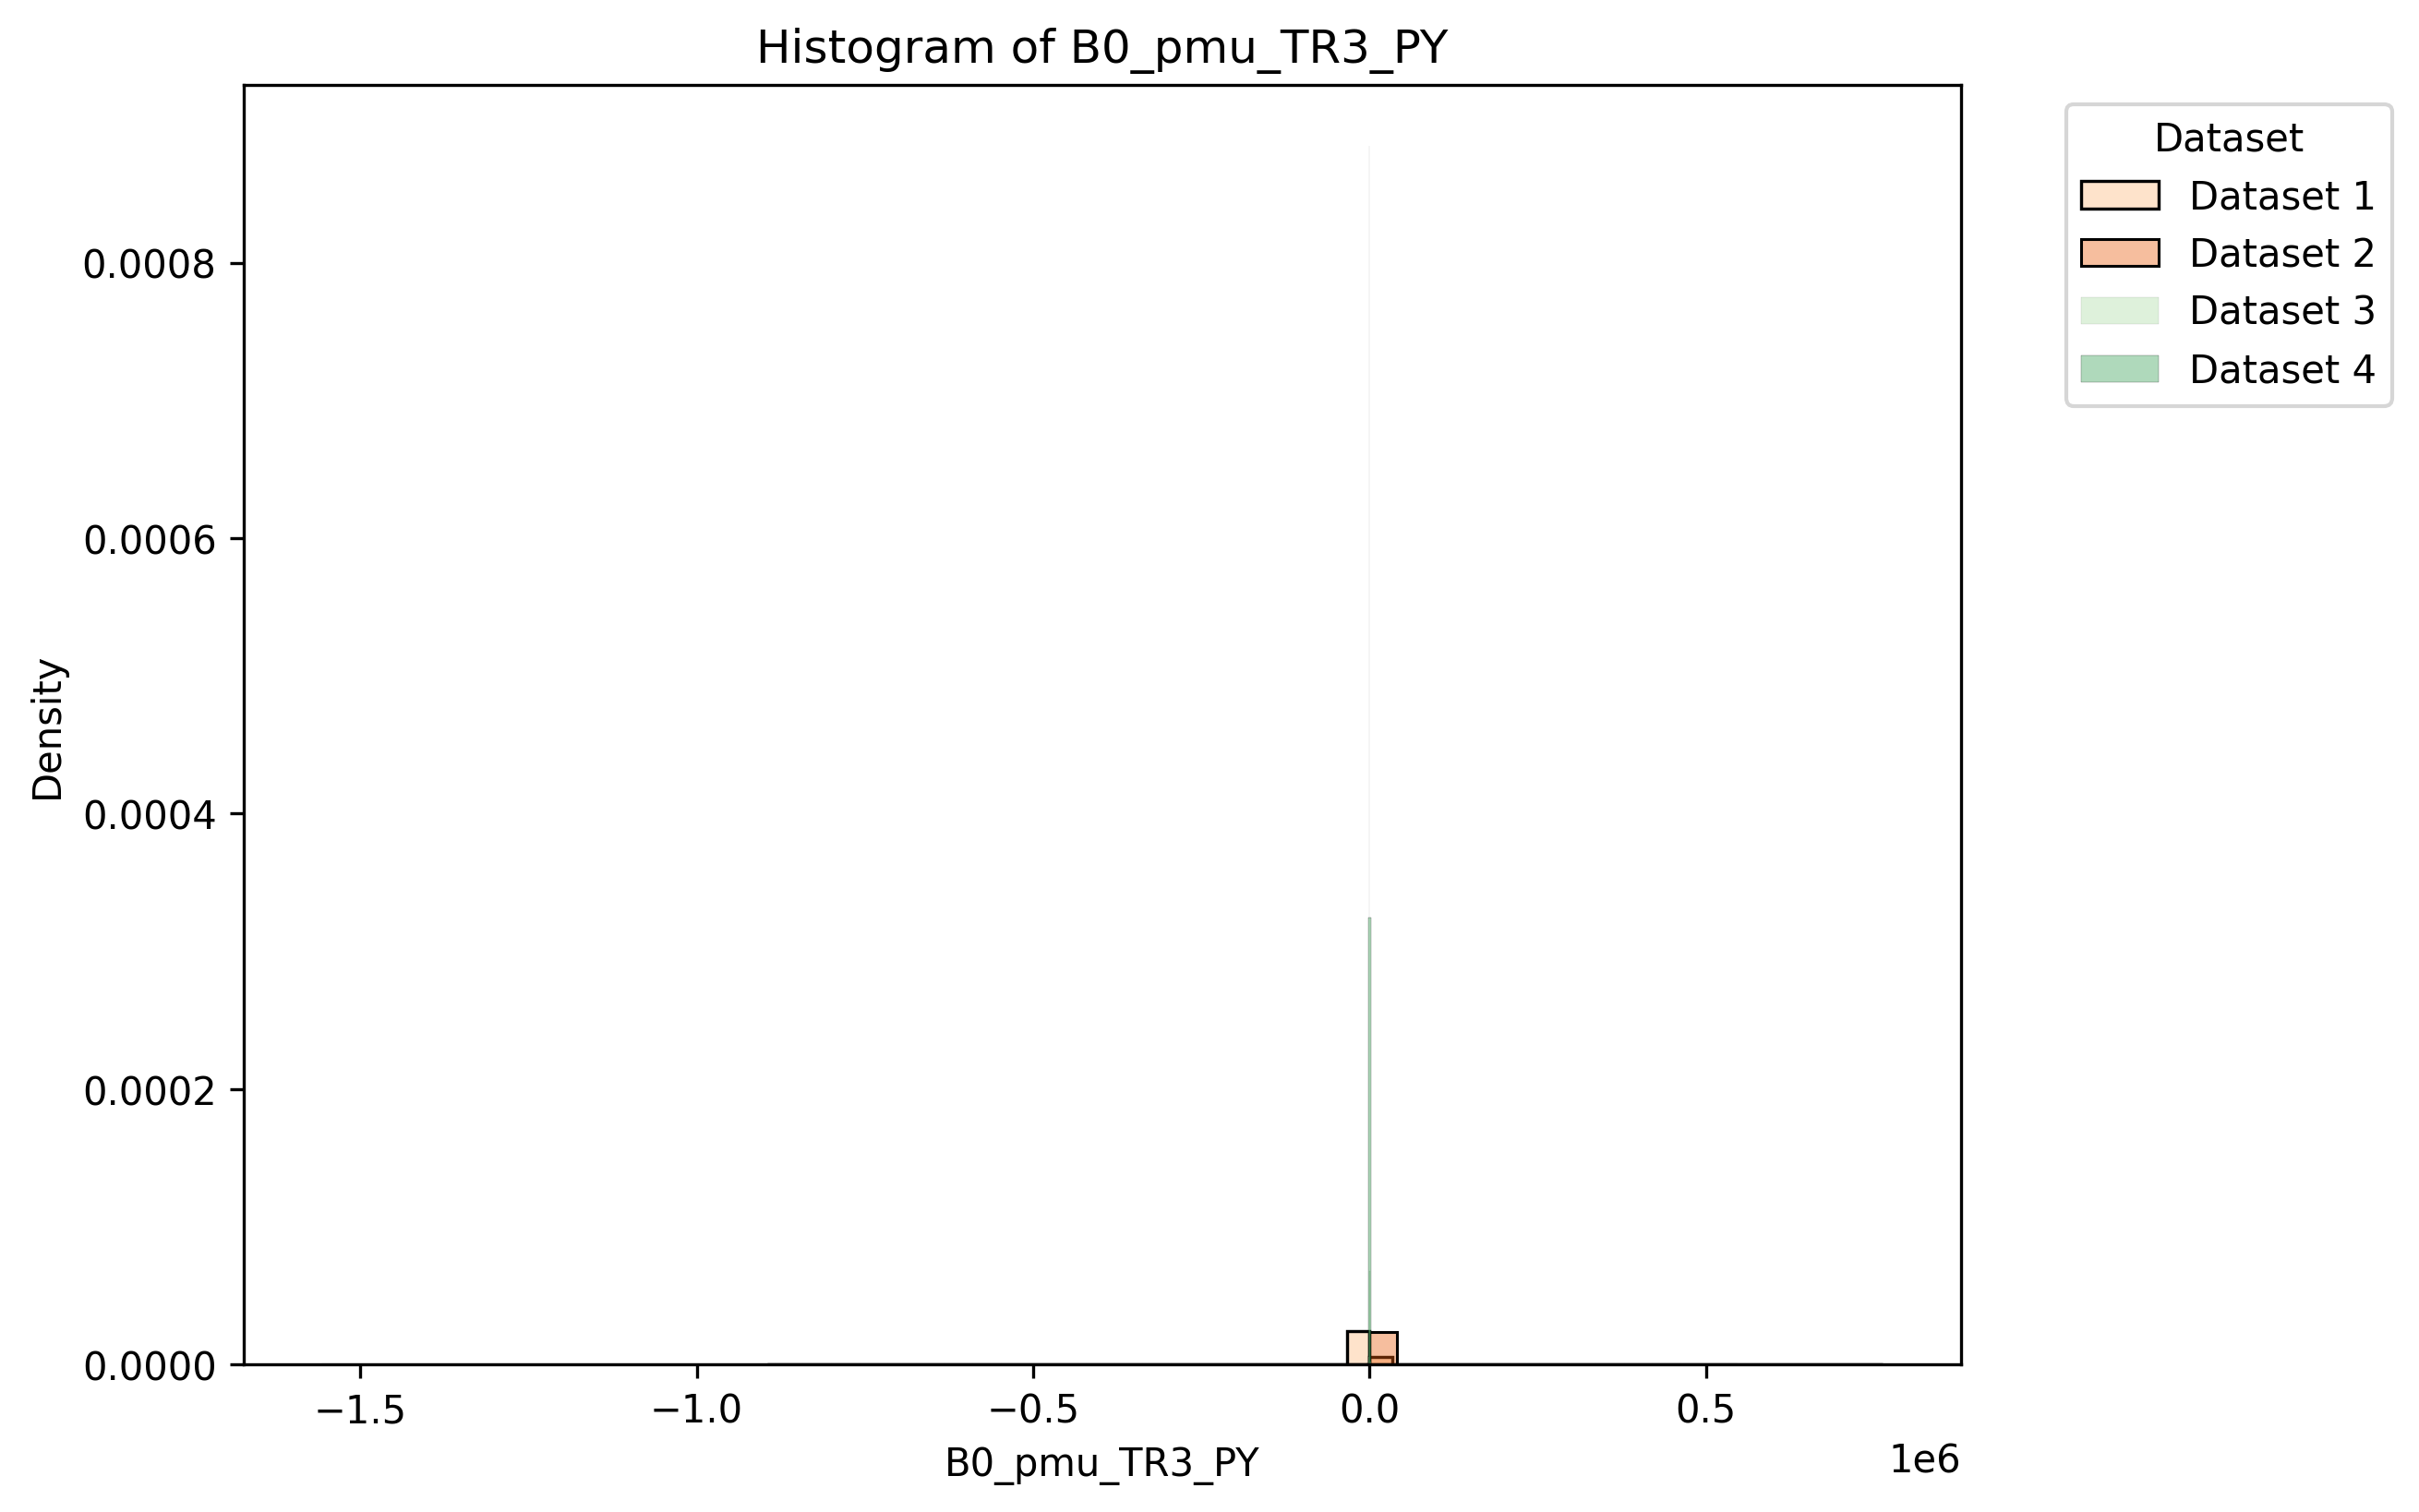 Histogram of B0_pmu_TR3_PY
Dataset
Dataset 1
Dataset 2
Dataset 3
Dataset 4
0.0008
0.0006
0.0004
0.0002
0.0000
Density
−1.5
−1.0
−0.5
0.0
0.5
1e6
B0_pmu_TR3_PY